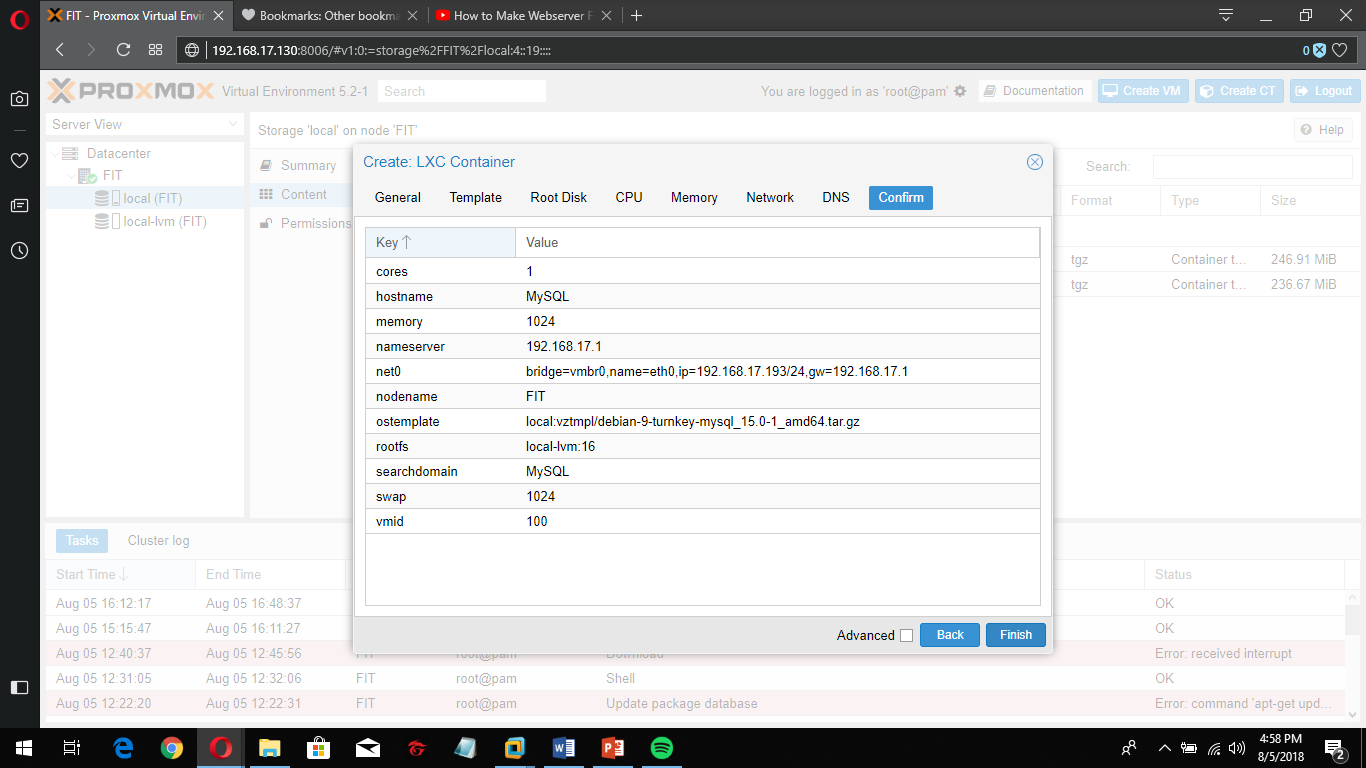 FIT - Proxmox Virtual Envir
Bookmarks: Other bookma
How to Make Webserver F
192.168.17.130:8006/#v1:0:=storage%2FFIT%2Flocal:4::19::::
0
PROXMOX Virtual Environment 5.2-1 Search You are logged in as 'root@pam' Documentation Create VM Create CT Logout
Server View
Storage 'local' on node 'FIT' Help
Datacenter
FIT
local (FIT)
local-lvm (FIT)
Summary
Content
Permissions
Search:
Format Type Size
tgz Container t... 246.91 MiB
tgz Container t... 236.67 MiB
Create: LXC Container
General Template Root Disk CPU Memory Network DNS Confirm
Key Value
cores 1
hostname MySQL
memory 1024
nameserver 192.168.17.1
net0 bridge=vmbr0,name=eth0,ip=192.168.17.193/24,gw=192.168.17.1
nodename FIT
ostemplate local:vztmpl/debian-9-turnkey-mysql_15.0-1_amd64.tar.gz
rootfs local-lvm:16
searchdomain MySQL
swap 1024
vmid 100
Advanced Back Finish
Tasks Cluster log
Start Time End Time Status
Aug 05 16:12:17 Aug 05 16:48:37 OK
Aug 05 15:15:47 Aug 05 16:11:27 OK
Aug 05 12:40:37 Aug 05 12:45:56 FIT root@pam Download Error: received interrupt
Aug 05 12:31:05 Aug 05 12:32:06 FIT root@pam Shell OK
Aug 05 12:22:20 Aug 05 12:22:31 FIT root@pam Update package database Error: command 'apt-get upd...
4:58 PM
8/5/2018
2